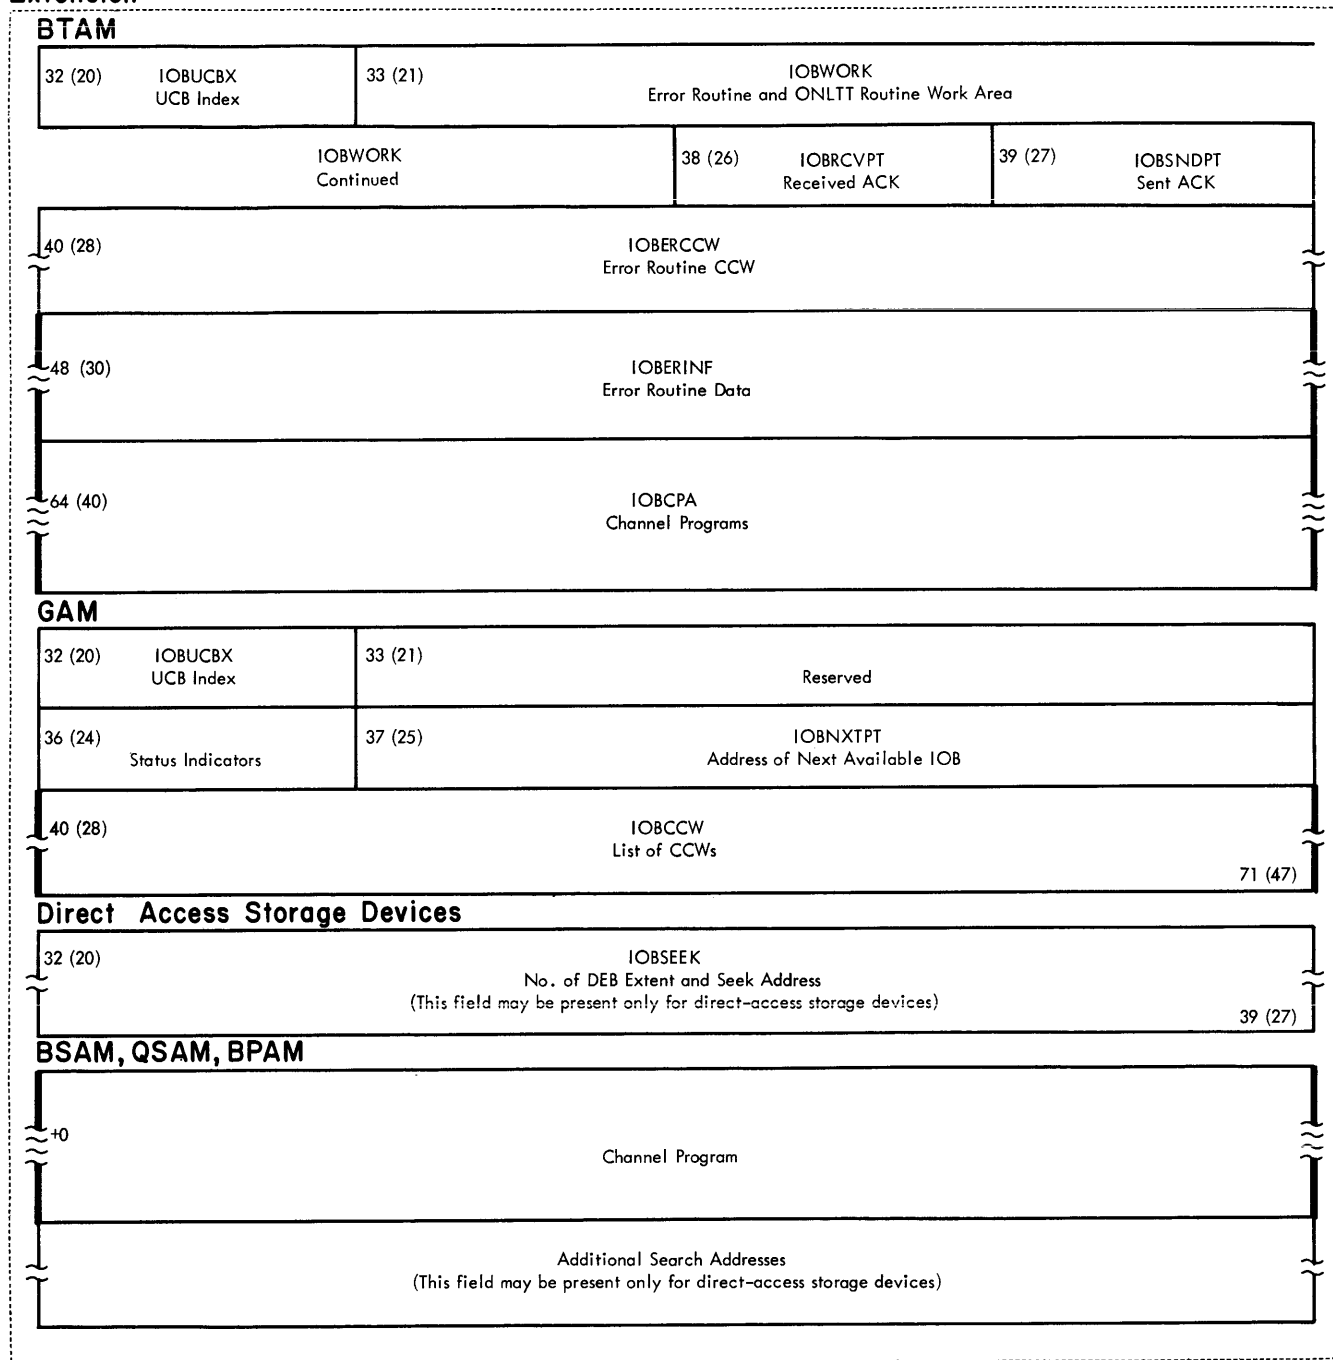 Extension
BTAM
32 (20) IOBUCBX
UCB Index
33 (21) IOBWORK
Error Routine and ONLTT Routine Work Area
IOBWORK
Continued
38 (26) IOBRCVPT
Received ACK
39 (27) IOBSNDPT
Sent ACK
40 (28) IOBERCCW
Error Routine CCW
48 (30) IOBERINF
Error Routine Data
64 (40) IOBCPA
Channel Programs
GAM
32 (20) IOBUCBX
UCB Index
33 (21)
Reserved
36 (24)
Status Indicators
37 (25) IOBNXTPT
Address of Next Available IOB
40 (28) IOBCCW
List of CCWs
71 (47)
Direct Access Storage Devices
32 (20) IOBSEEK
No. of DEB Extent and Seek Address
(This field may be present only for direct-access storage devices)
39 (27)
BSAM, QSAM, BPAM
+0
Channel Program
Additional Search Addresses
(This field may be present only for direct-access storage devices)